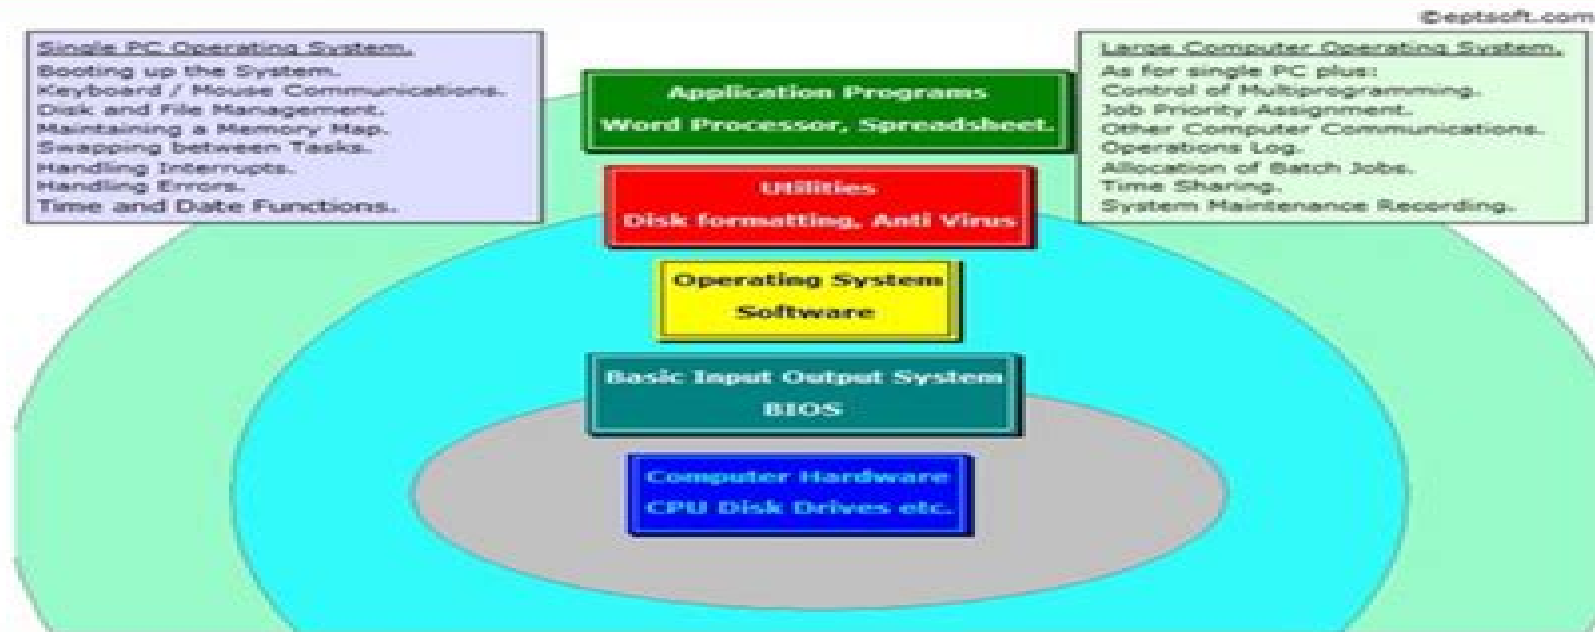 ©eptsoft.com
Single PC Operating System.
Booting up the System.
Keyboard / Mouse Communications.
Disk and File Management.
Maintaining a Memory Map.
Swapping between Tasks.
Handling Interrupts.
Handling Errors.
Time and Date Functions.
Application Programs
Word Processor, Spreadsheet.
Utilities
Disk formatting, Anti Virus
Operating System
Software
Basic Input Output System
BIOS
Computer Hardware
CPU Disk Drives etc.
Large Computer Operating System.
As for single PC plus:
Control of Multiprogramming.
Job Priority Assignment.
Other Computer Communications.
Operations Log.
Allocation of Batch Jobs.
Time Sharing.
System Maintenance Recording.